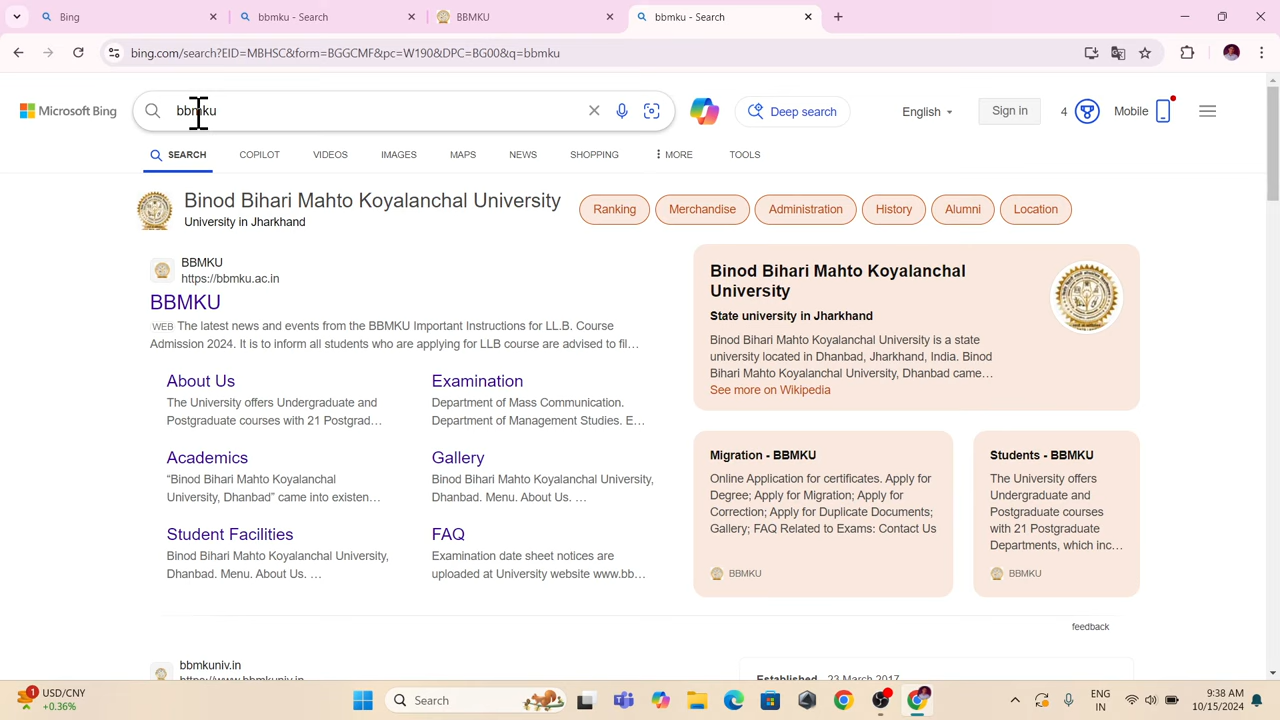 Bing
bbmku - Search
BBMKU
bbmku - Search
bing.com/search?EID=MBHSC&form=BGGCMF&pc=W190&DPC=BG00&q=bbmku
Microsoft Bing
bbmku
Deep search
English
Sign in
4
Mobile
SEARCH
COPILOT
VIDEOS
IMAGES
MAPS
NEWS
SHOPPING
MORE
TOOLS
Binod Bihari Mahto Koyalanchal University
University in Jharkhand
Ranking
Merchandise
Administration
History
Alumni
Location
BBMKU
https://bbmku.ac.in
BBMKU
WEB The latest news and events from the BBMKU Important Instructions for LL.B. Course
Admission 2024. It is to inform all students who are applying for LLB course are advised to fil…
About Us
The University offers Undergraduate and
Postgraduate courses with 21 Postgrad…
Examination
Department of Mass Communication.
Department of Management Studies. E…
Academics
“Binod Bihari Mahto Koyalanchal
University, Dhanbad” came into existen…
Gallery
Binod Bihari Mahto Koyalanchal University,
Dhanbad. Menu. About Us. …
Student Facilities
Binod Bihari Mahto Koyalanchal University,
Dhanbad. Menu. About Us. …
FAQ
Examination date sheet notices are
uploaded at University website www.bb…
Binod Bihari Mahto Koyalanchal
University
State university in Jharkhand
Binod Bihari Mahto Koyalanchal University is a state
university located in Dhanbad, Jharkhand, India. Binod
Bihari Mahto Koyalanchal University, Dhanbad came…
See more on Wikipedia
Migration - BBMKU
Online Application for certificates. Apply for
Degree; Apply for Migration; Apply for
Correction; Apply for Duplicate Documents;
Gallery; FAQ Related to Exams: Contact Us
BBMKU
Students - BBMKU
The University offers
Undergraduate and
Postgraduate courses
with 21 Postgraduate
Departments, which inc…
BBMKU
feedback
bbmkuniv.in
https://www.bbmkuniv.in
Established 23 March 2017
1
USD/CNY
+0.36%
Search
ENG
IN
9:38 AM
10/15/2024